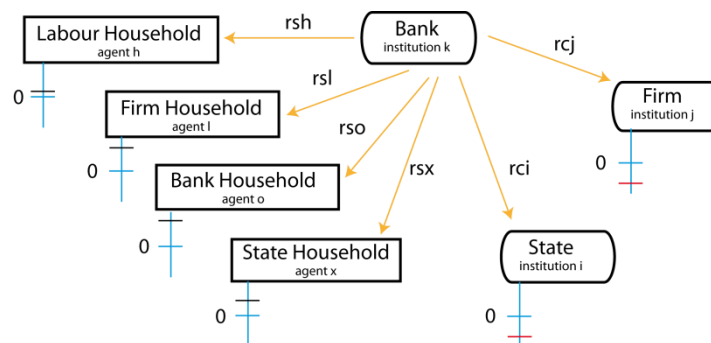 Labour Household
agent h
rsh
Bank
institution k
rcj
0
rsl
Firm Household
agent l
Firm
institution j
0
rso
0
rsx
rci
Bank Household
agent o
0
State Household
agent x
State
institution i
0
0